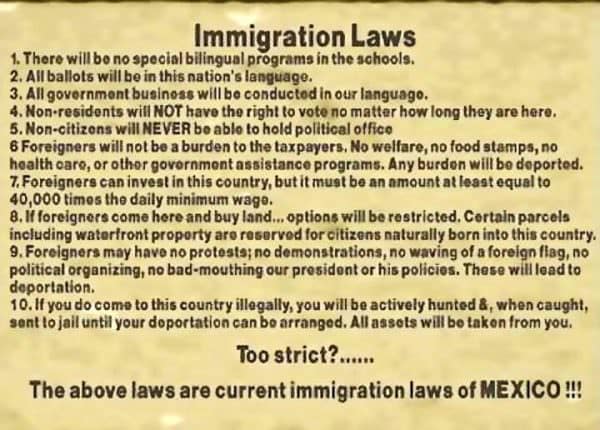 Immigration Laws
1. There will be no special bilingual programs in the schools.
2. All ballots will be in this nation's language.
3. All government business will be conducted in our language.
4. Non-residents will NOT have the right to vote no matter how long they are here.
5. Non-citizens will NEVER be able to hold political office
6 Foreigners will not be a burden to the taxpayers. No welfare, no food stamps, no
health care, or other government assistance programs. Any burden will be deported.
7. Foreigners can invest in this country, but it must be an amount at least equal to
40,000 times the daily minimum wage.
8. If foreigners come here and buy land... options will be restricted. Certain parcels
including waterfront property are reserved for citizens naturally born into this country.
9. Foreigners may have no protests; no demonstrations, no waving of a foreign flag, no
political organizing, no bad-mouthing our president or his policies. These will lead to
deportation.
10. If you do come to this country illegally, you will be actively hunted &, when caught,
sent to jail until your deportation can be arranged. All assets will be taken from you.
Too strict?......
The above laws are current immigration laws of MEXICO !!!